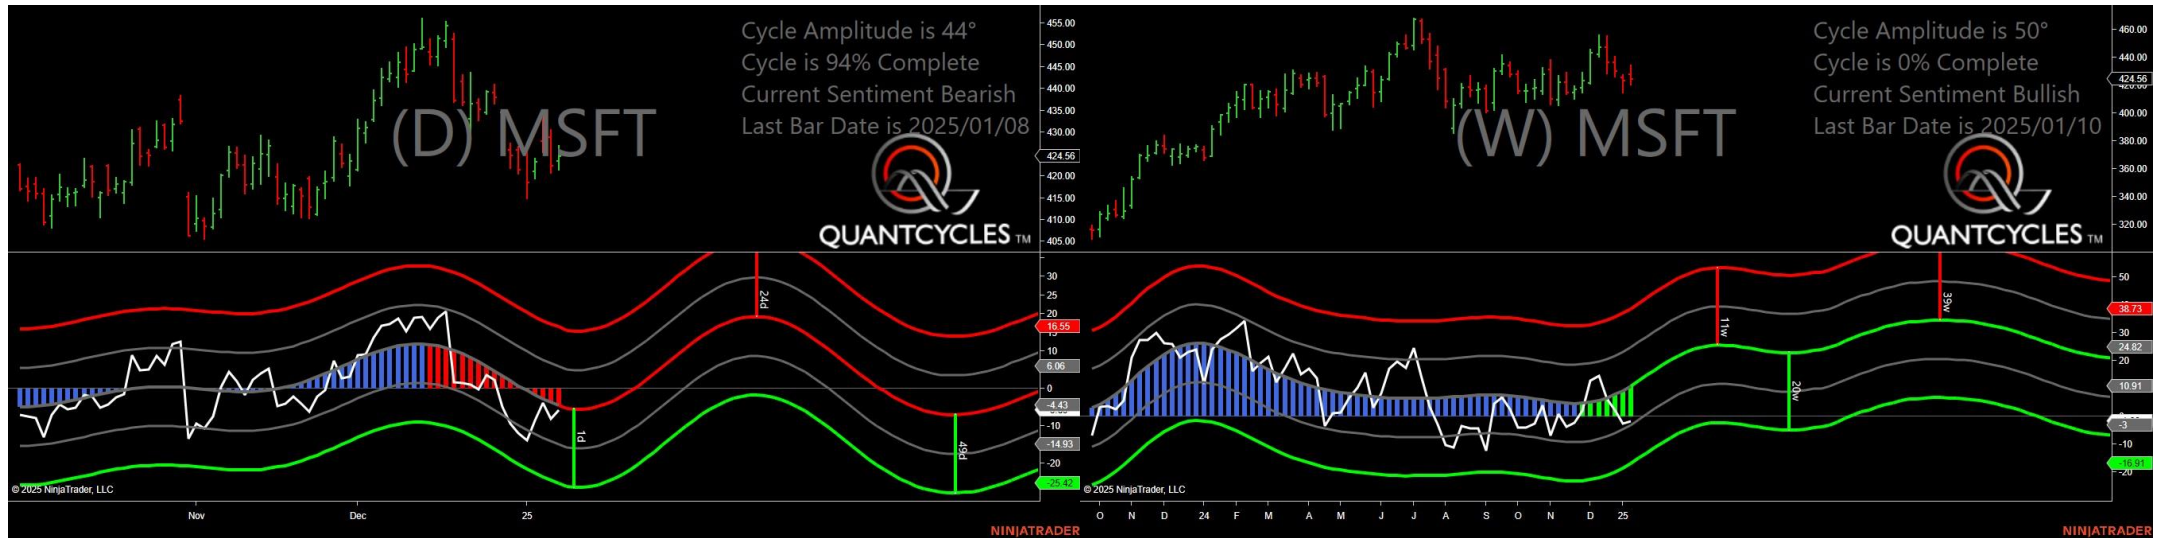 Cycle Amplitude is 44°
Cycle is 94% Complete
Current Sentiment Bearish
Last Bar Date is 2025/01/08
(D) MSFT
QUANTCYCLES TM
455.00
450.00
445.00
440.00
435.00
430.00
424.56
420.00
415.00
410.00
405.00
24d
1d
49d
30
25
20
16.55
10
6.06
0
-4.43
-10
-14.93
-20
-25.42
© 2025 NinjaTrader, LLC
Nov
Dec
25
NINJATRADER
Cycle Amplitude is 50°
Cycle is 0% Complete
Current Sentiment Bullish
Last Bar Date is 2025/01/10
(W) MSFT
QUANTCYCLES TM
460.00
440.00
424.56
400.00
380.00
360.00
340.00
320.00
11w
20w
39w
50
38.73
30
24.82
20
10.91
-3
-10
-16.91
© 2025 NinjaTrader, LLC
O N D 24 F M A M J J A S O N D 25
NINJATRADER